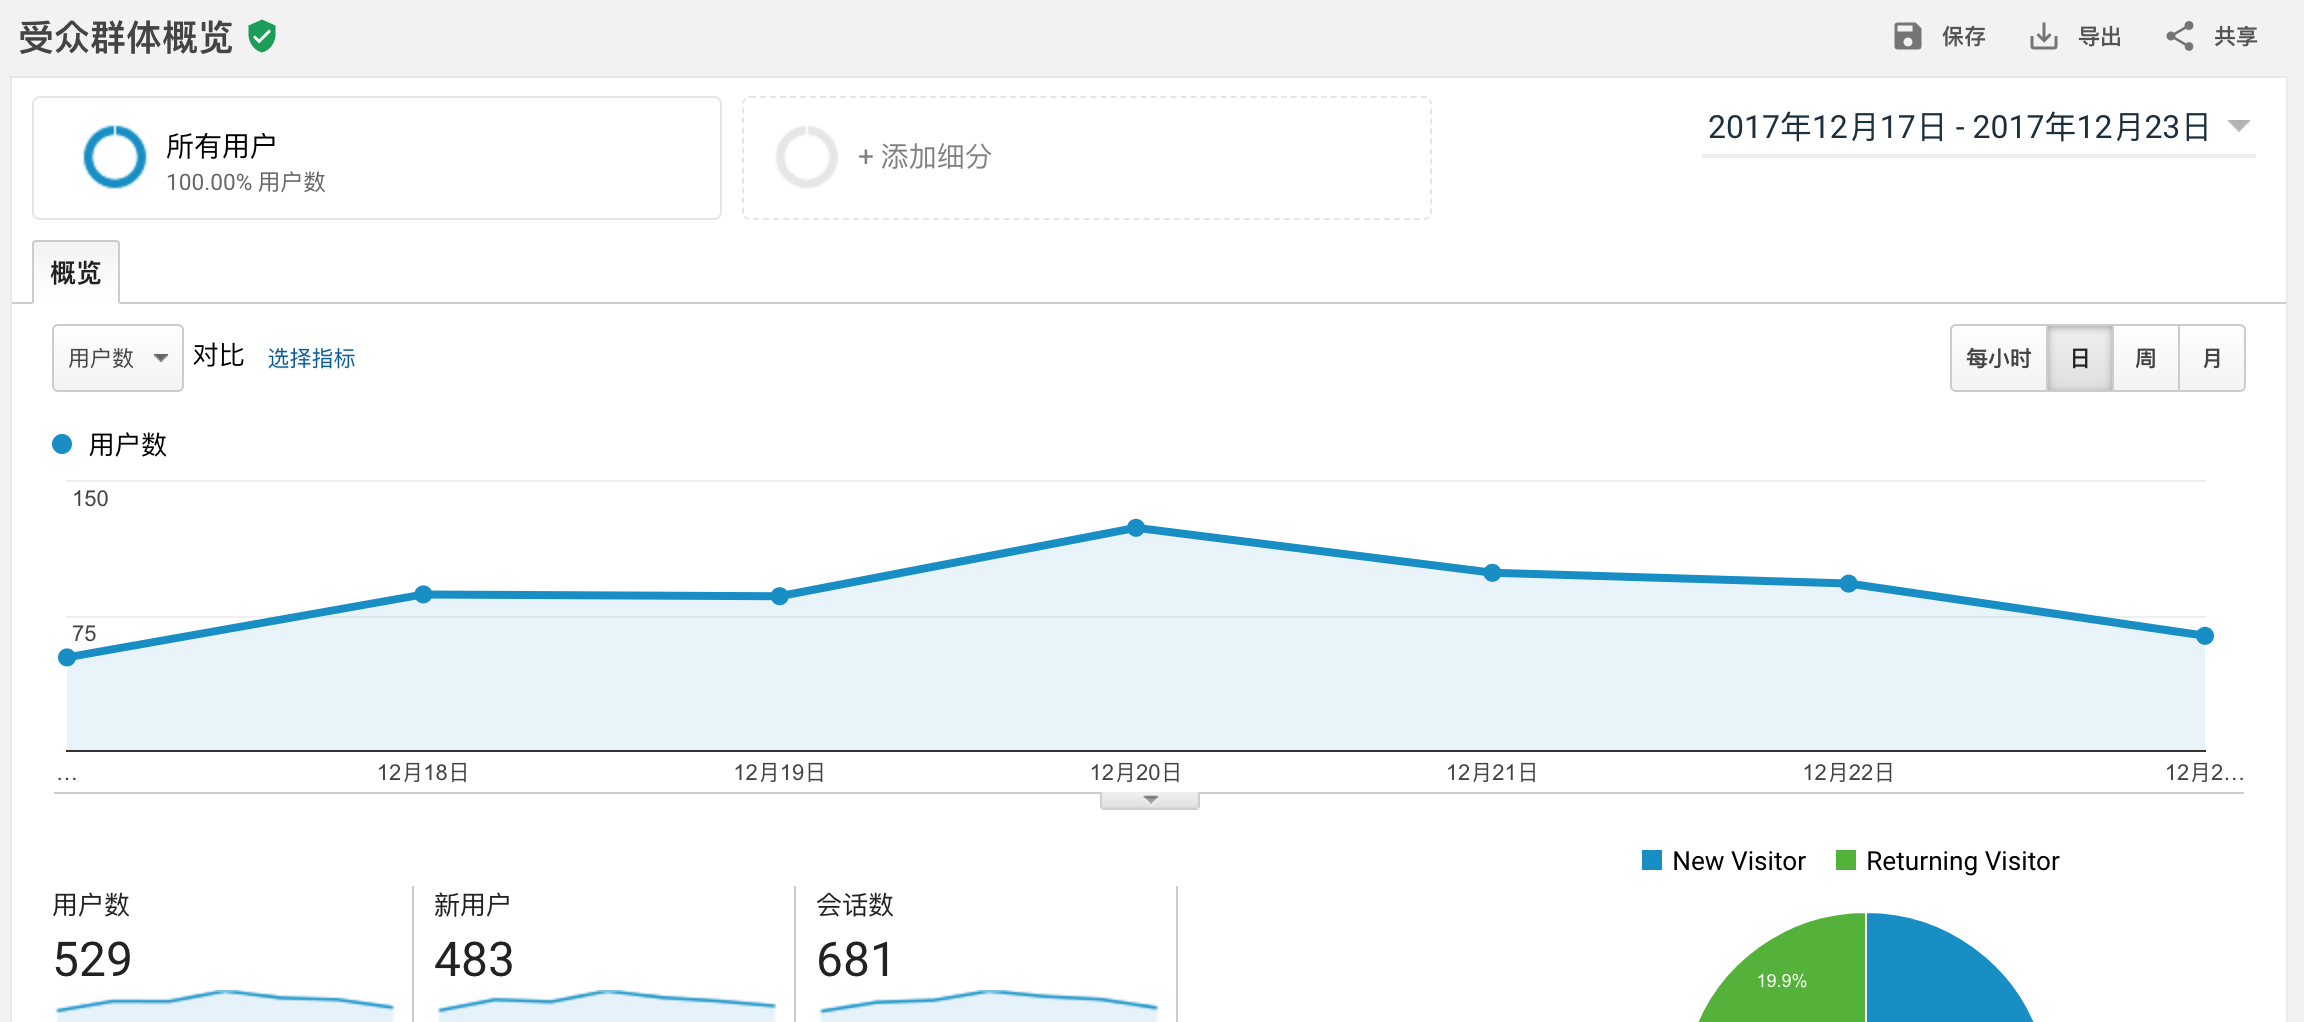 受众群体概览
保存 导出 共享
所有用户
100.00% 用户数
+ 添加细分
2017年12月17日 - 2017年12月23日
概览
用户数 对比 选择指标
每小时 日 周 月
用户数
150
75
... 12月18日 12月19日 12月20日 12月21日 12月22日 12月2...
New Visitor Returning Visitor
用户数
529
新用户
483
会话数
681
19.9%